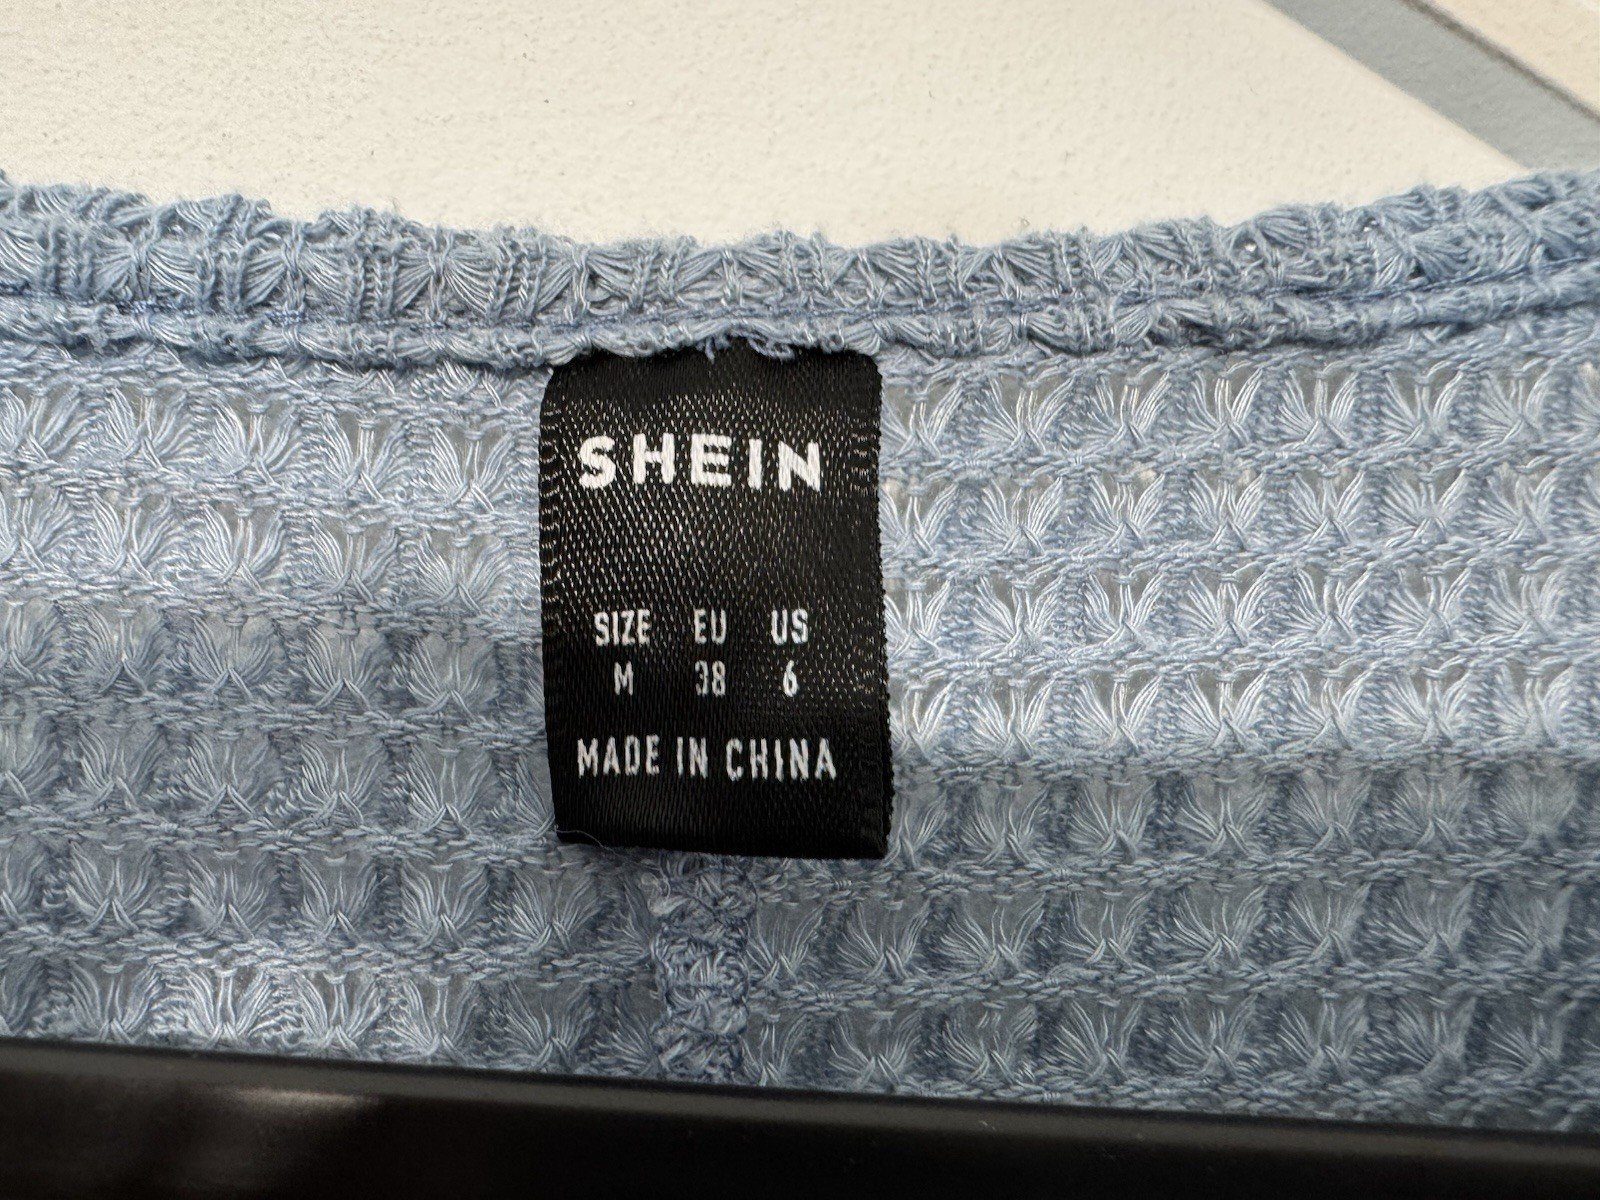 SHEIN
SIZE EU US
M 38 6
MADE IN CHINA